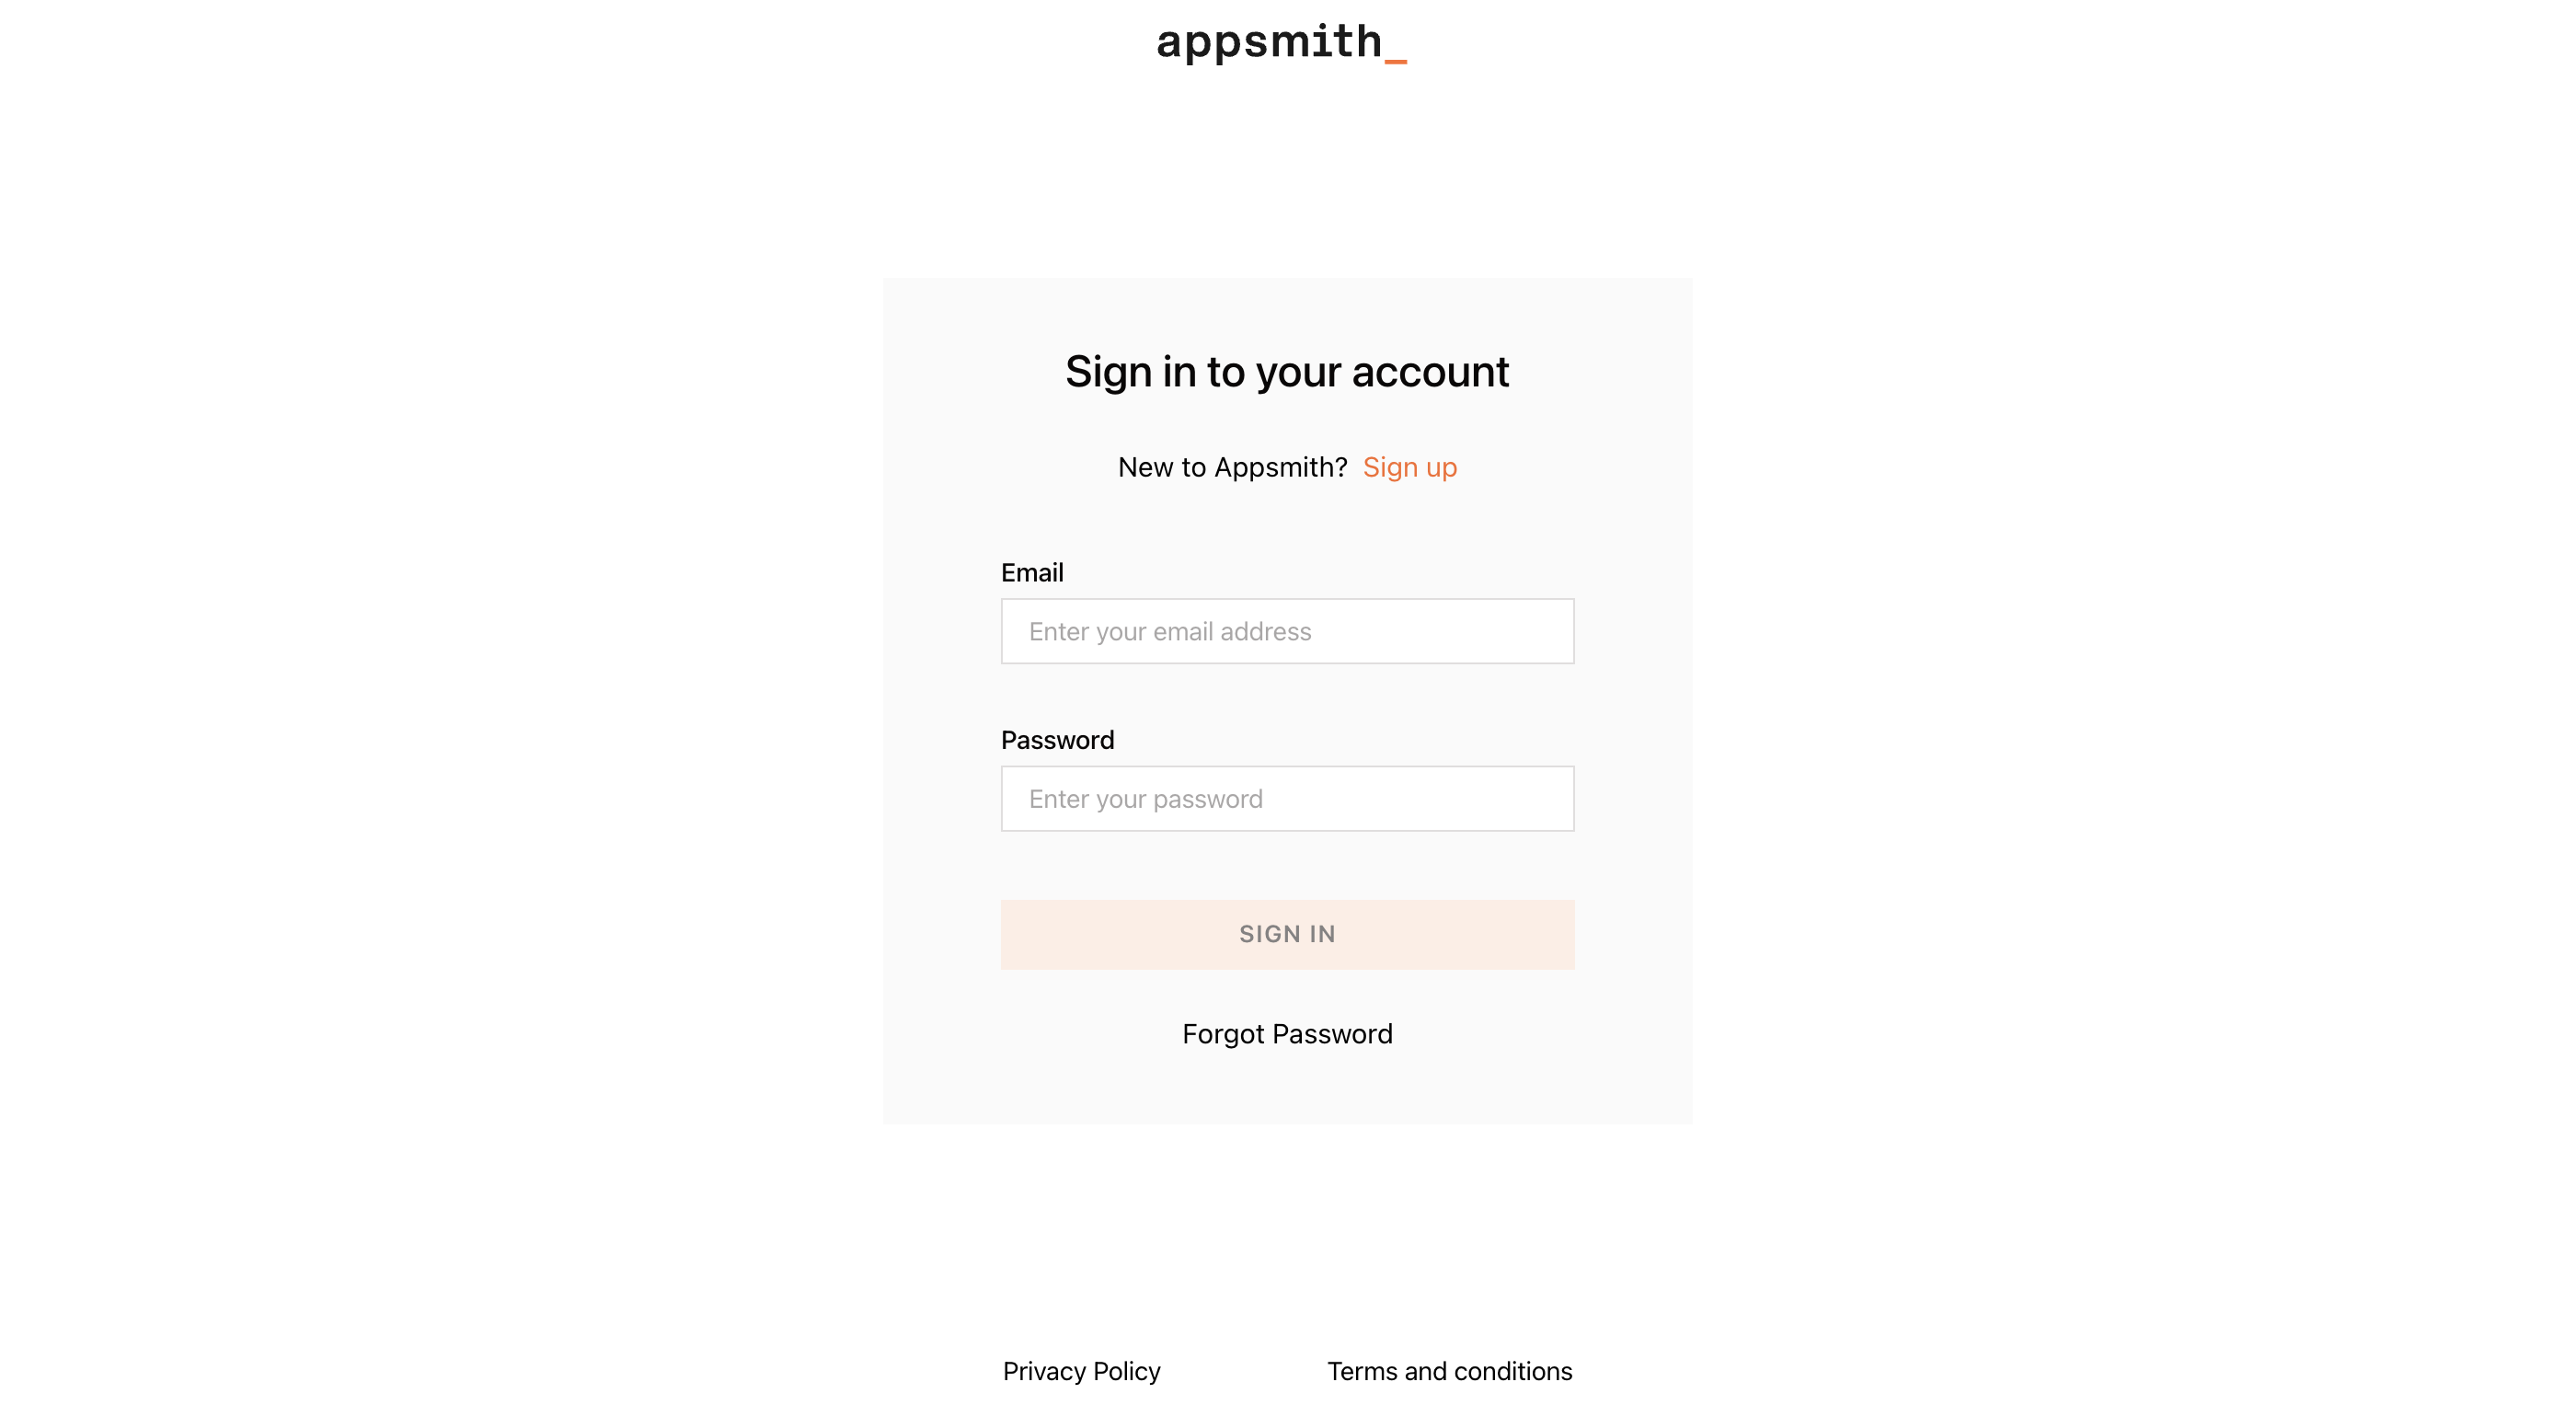 appsmith_
Sign in to your account
New to Appsmith? Sign up
Email
Enter your email address
Password
Enter your password
SIGN IN
Forgot Password
Privacy Policy
Terms and conditions